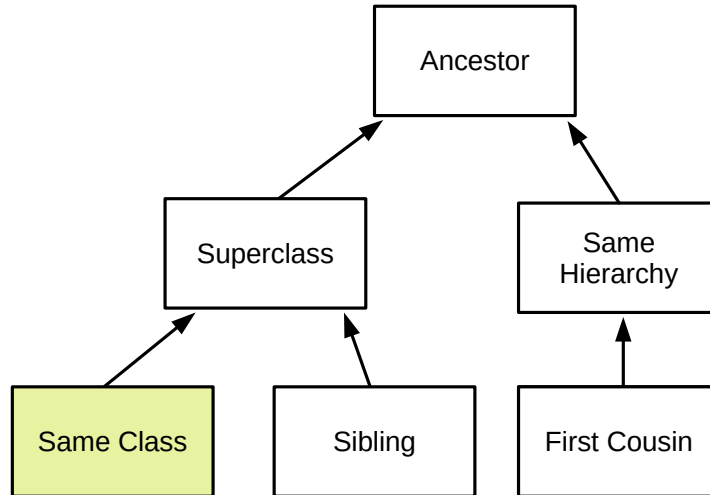 Ancestor
Superclass
Same
Hierarchy
Same Class
Sibling
First Cousin